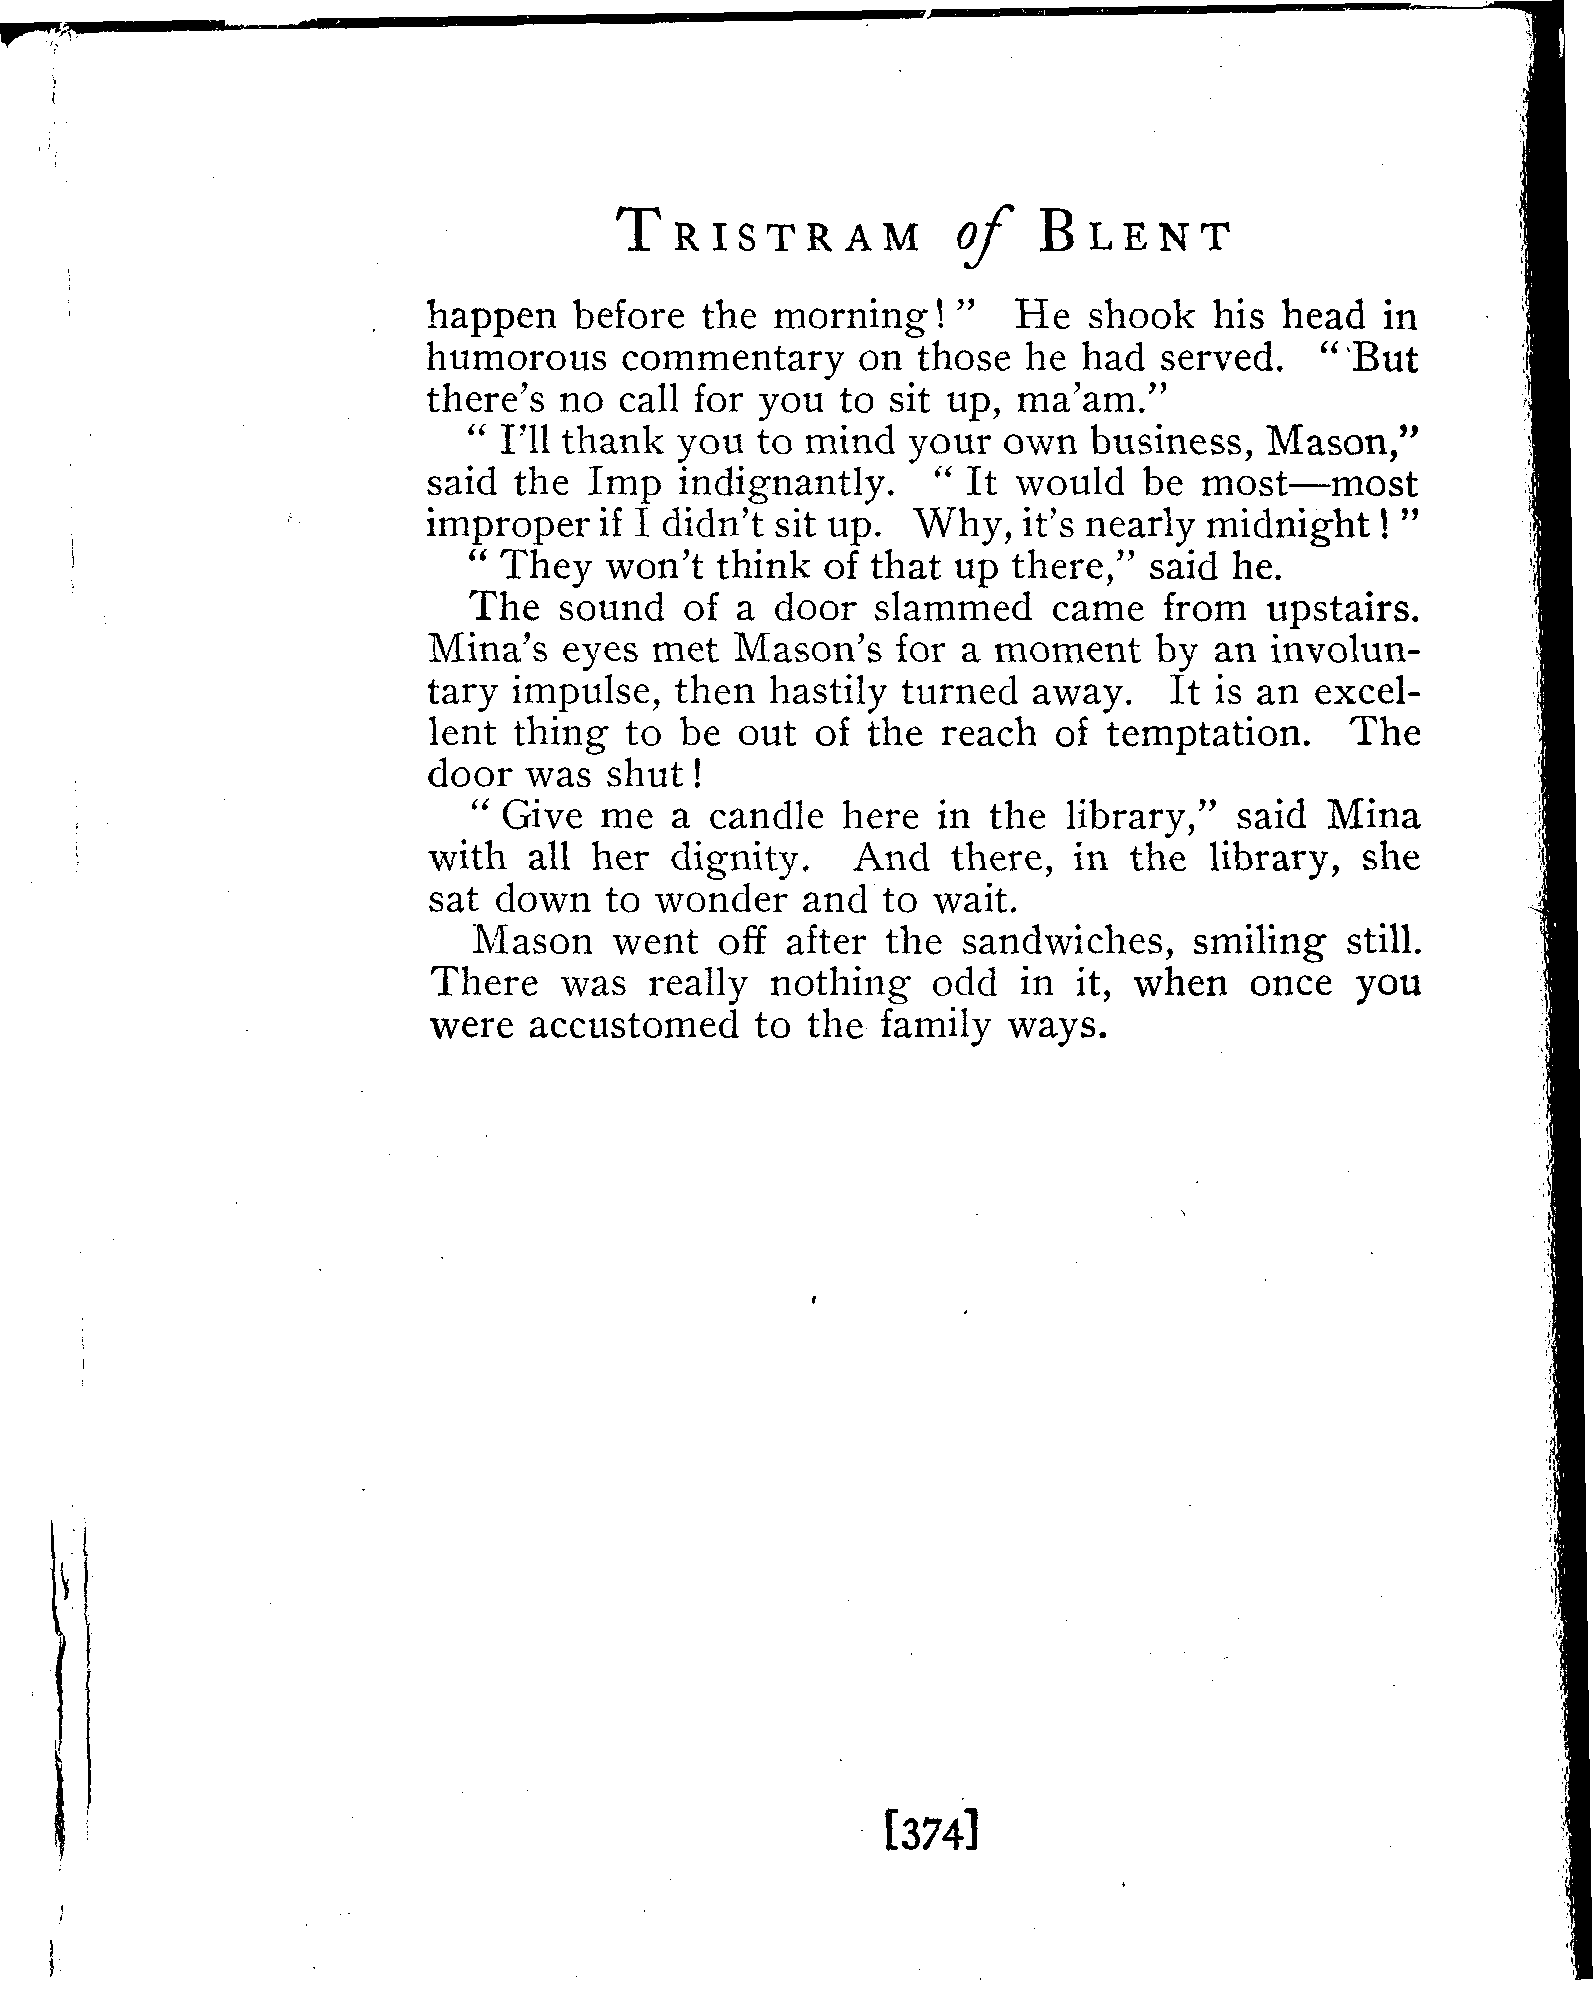 TRISTRAM of BLENT
happen before the morning!" He shook his head in
humorous commentary on those he had served. "But
there's no call for you to sit up, ma'am."
"I'll thank you to mind your own business, Mason,"
said the Imp indignantly. "It would be most—most
improper if I didn't sit up. Why, it's nearly midnight!"
"They won't think of that up there," said he.
The sound of a door slammed came from upstairs.
Mina's eyes met Mason's for a moment by an involun-
tary impulse, then hastily turned away. It is an excel-
lent thing to be out of the reach of temptation. The
door was shut!
"Give me a candle here in the library," said Mina
with all her dignity. And there, in the library, she
sat down to wonder and to wait.
Mason went off after the sandwiches, smiling still.
There was really nothing odd in it, when once you
were accustomed to the family ways.
[374]